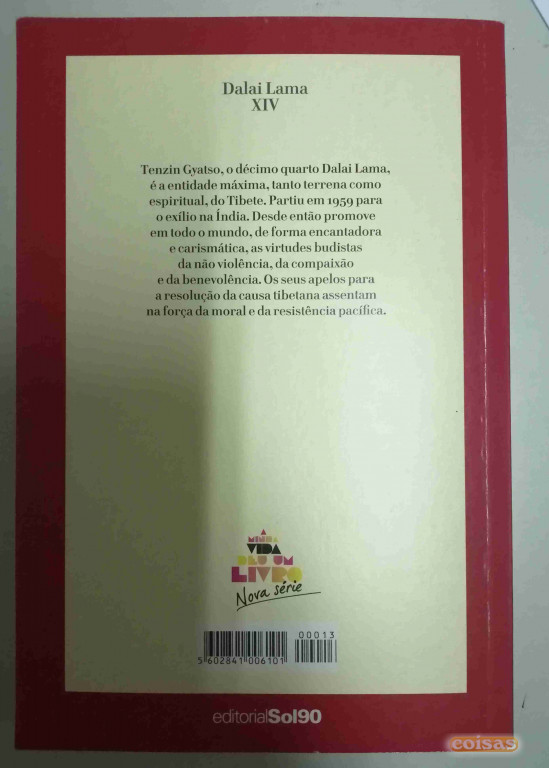 Dalai Lama
XIV
Tenzin Gyatso, o décimo quarto Dalai Lama,
é a entidade máxima, tanto terrena como
espiritual, do Tibete. Partiu em 1959 para
o exílio na Índia. Desde então promove
em todo o mundo, de forma encantadora
e carismática, as virtudes budistas
da não violência, da compaixão
e da benevolência. Os seus apelos para
a resolução da causa tibetana assentam
na força da moral e da resistência pacífica.
A
MINHA
VIDA
DEU UM
LIVRO
Nova série
00013
5 602841 006101
editorialSol90
coisas